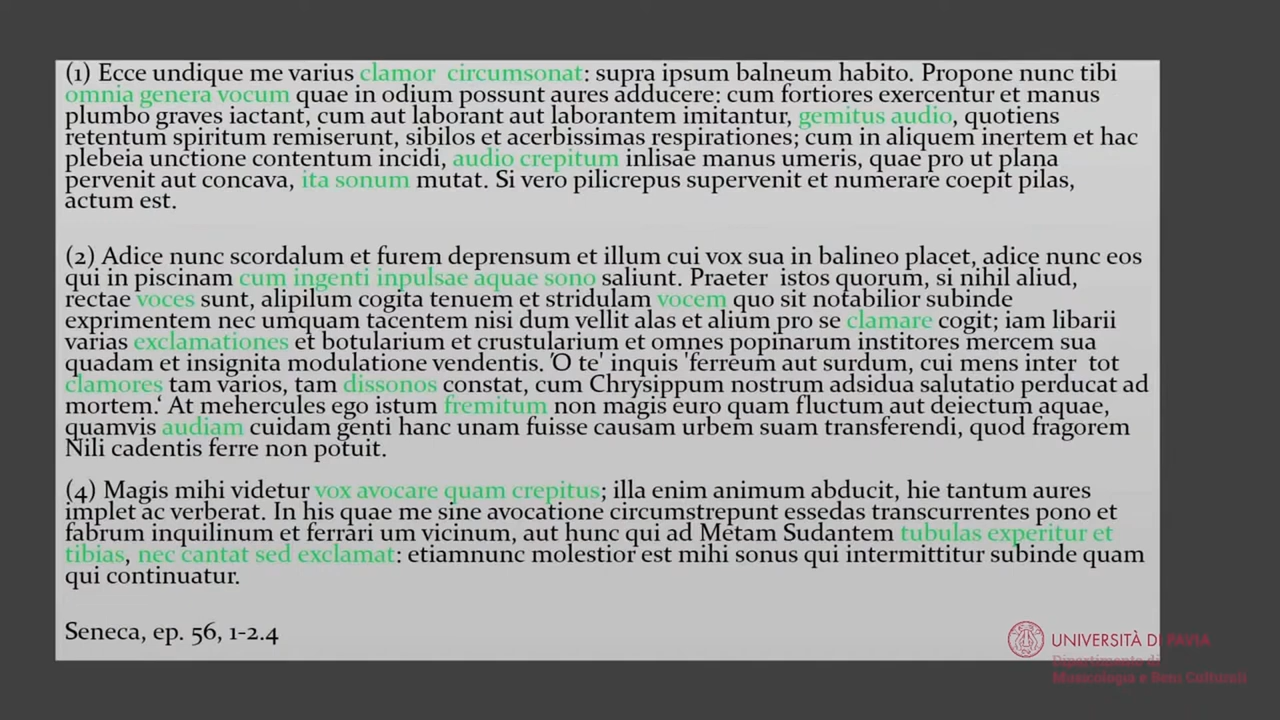 (1) Ecce undique me varius clamor circumsonat: supra ipsum balneum habito. Propone nunc tibi
omnia genera vocum quae in odium possunt aures adducere: cum fortiores exercentur et manus
plumbo graves iactant, cum aut laborant aut laborantem imitantur, gemitus audio, quotiens
retentum spiritum remiserunt, sibilos et acerbissimas respirationes; cum in aliquem inertem et hac
plebeia unctione contentum incidi, audio crepitum inlisae manus umeris, quae pro ut plana
pervenit aut concava, ita sonum mutat. Si vero pilicrepus supervenit et numerare coepit pilas,
actum est.
(2) Adice nunc scordalum et furem deprensum et illum cui vox sua in balineo placet, adice nunc eos
qui in piscinam cum ingenti inpulsae aquae sono saliunt. Praeter istos quorum, si nihil aliud,
rectae voces sunt, alipilum cogita tenuem et stridulam vocem quo sit notabilior subinde
exprimentem nec umquam tacentem nisi dum vellit alas et alium pro se clamare cogit; iam libarii
varias exclamationes et botularium et crustularium et omnes popinarum institores mercem sua
quadam et insignita modulatione vendentis. 'O te' inquis 'ferreum aut surdum, cui mens inter tot
clamores tam varios, tam dissonos constat, cum Chrysippum nostrum adsidua salutatio perducat ad
mortem.‘ At mehercules ego istum fremitum non magis euro quam fluctum aut deiectum aquae,
quamvis audiam cuidam genti hanc unam fuisse causam urbem suam transferendi, quod fragorem
Nili cadentis ferre non potuit.
(4) Magis mihi videtur vox avocare quam crepitus; illa enim animum abducit, hie tantum aures
implet ac verberat. In his quae me sine avocatione circumstrepunt essedas transcurrentes pono et
fabrum inquilinum et ferrari um vicinum, aut hunc qui ad Metam Sudantem tubulas experitur et
tibias, nec cantat sed exclamat: etiamnunc molestior est mihi sonus qui intermittitur subinde quam
qui continuatur.
Seneca, ep. 56, 1-2.4
UNIVERSITÀ DI PAVIA
Dipartimento di
Musicologia e Beni Culturali